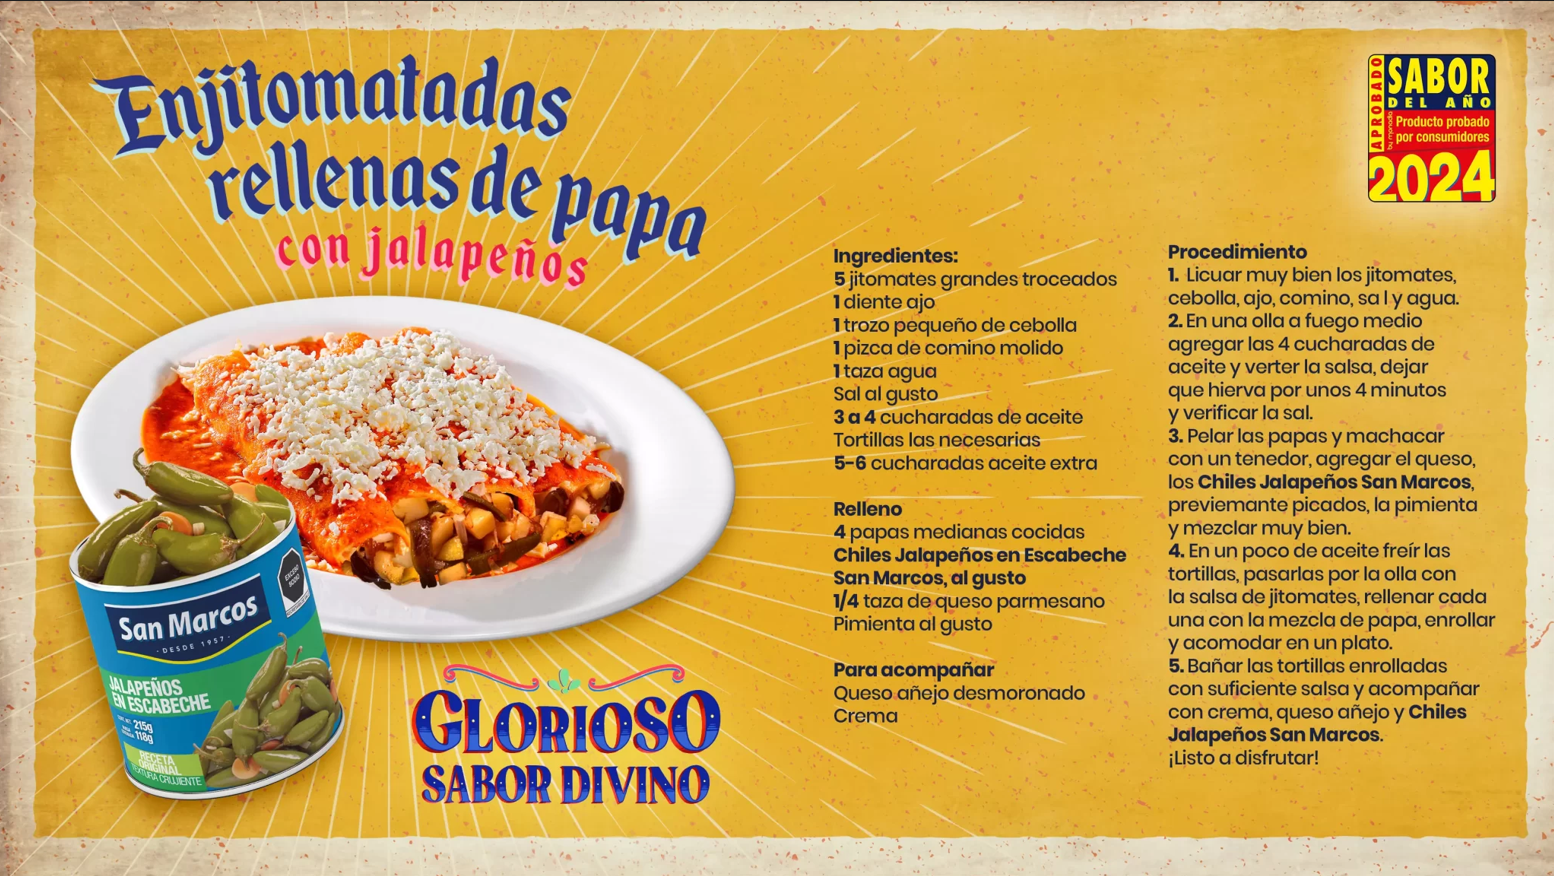 Enjitomatadas
rellenas de papa
con jalapeños
APROBADO
SABOR
DEL AÑO
Producto probado
por consumidores
2024
Ingredientes:
5 jitomates grandes troceados
1 diente ajo
1 trozo pequeño de cebolla
1 pizca de comino molido
1 taza agua
Sal al gusto
3 a 4 cucharadas de aceite
Tortillas las necesarias
5-6 cucharadas aceite extra
Relleno
4 papas medianas cocidas
Chiles Jalapeños en Escabeche
San Marcos, al gusto
1/4 taza de queso parmesano
Pimienta al gusto
Para acompañar
Queso añejo desmoronado
Crema
Procedimiento
1. Licuar muy bien los jitomates,
cebolla, ajo, comino, sa l y agua.
2. En una olla a fuego medio
agregar las 4 cucharadas de
aceite y verter la salsa, dejar
que hierva por unos 4 minutos
y verificar la sal.
3. Pelar las papas y machacar
con un tenedor, agregar el queso,
los Chiles Jalapeños San Marcos,
previemante picados, la pimienta
y mezclar muy bien.
4. En un poco de aceite freír las
tortillas, pasarlas por la olla con
la salsa de jitomates, rellenar cada
una con la mezcla de papa, enrollar
y acomodar en un plato.
5. Bañar las tortillas enrolladas
con suficiente salsa y acompañar
con crema, queso añejo y Chiles
Jalapeños San Marcos.
¡Listo a disfrutar!
EXCESO
SODIO
San Marcos
· DESDE 1957 ·
JALAPEÑOS
EN ESCABECHE
215g
118g
RECETA
ORIGINAL
TEXTURA CRUJIENTE
GLORIOSO
SABOR DIVINO